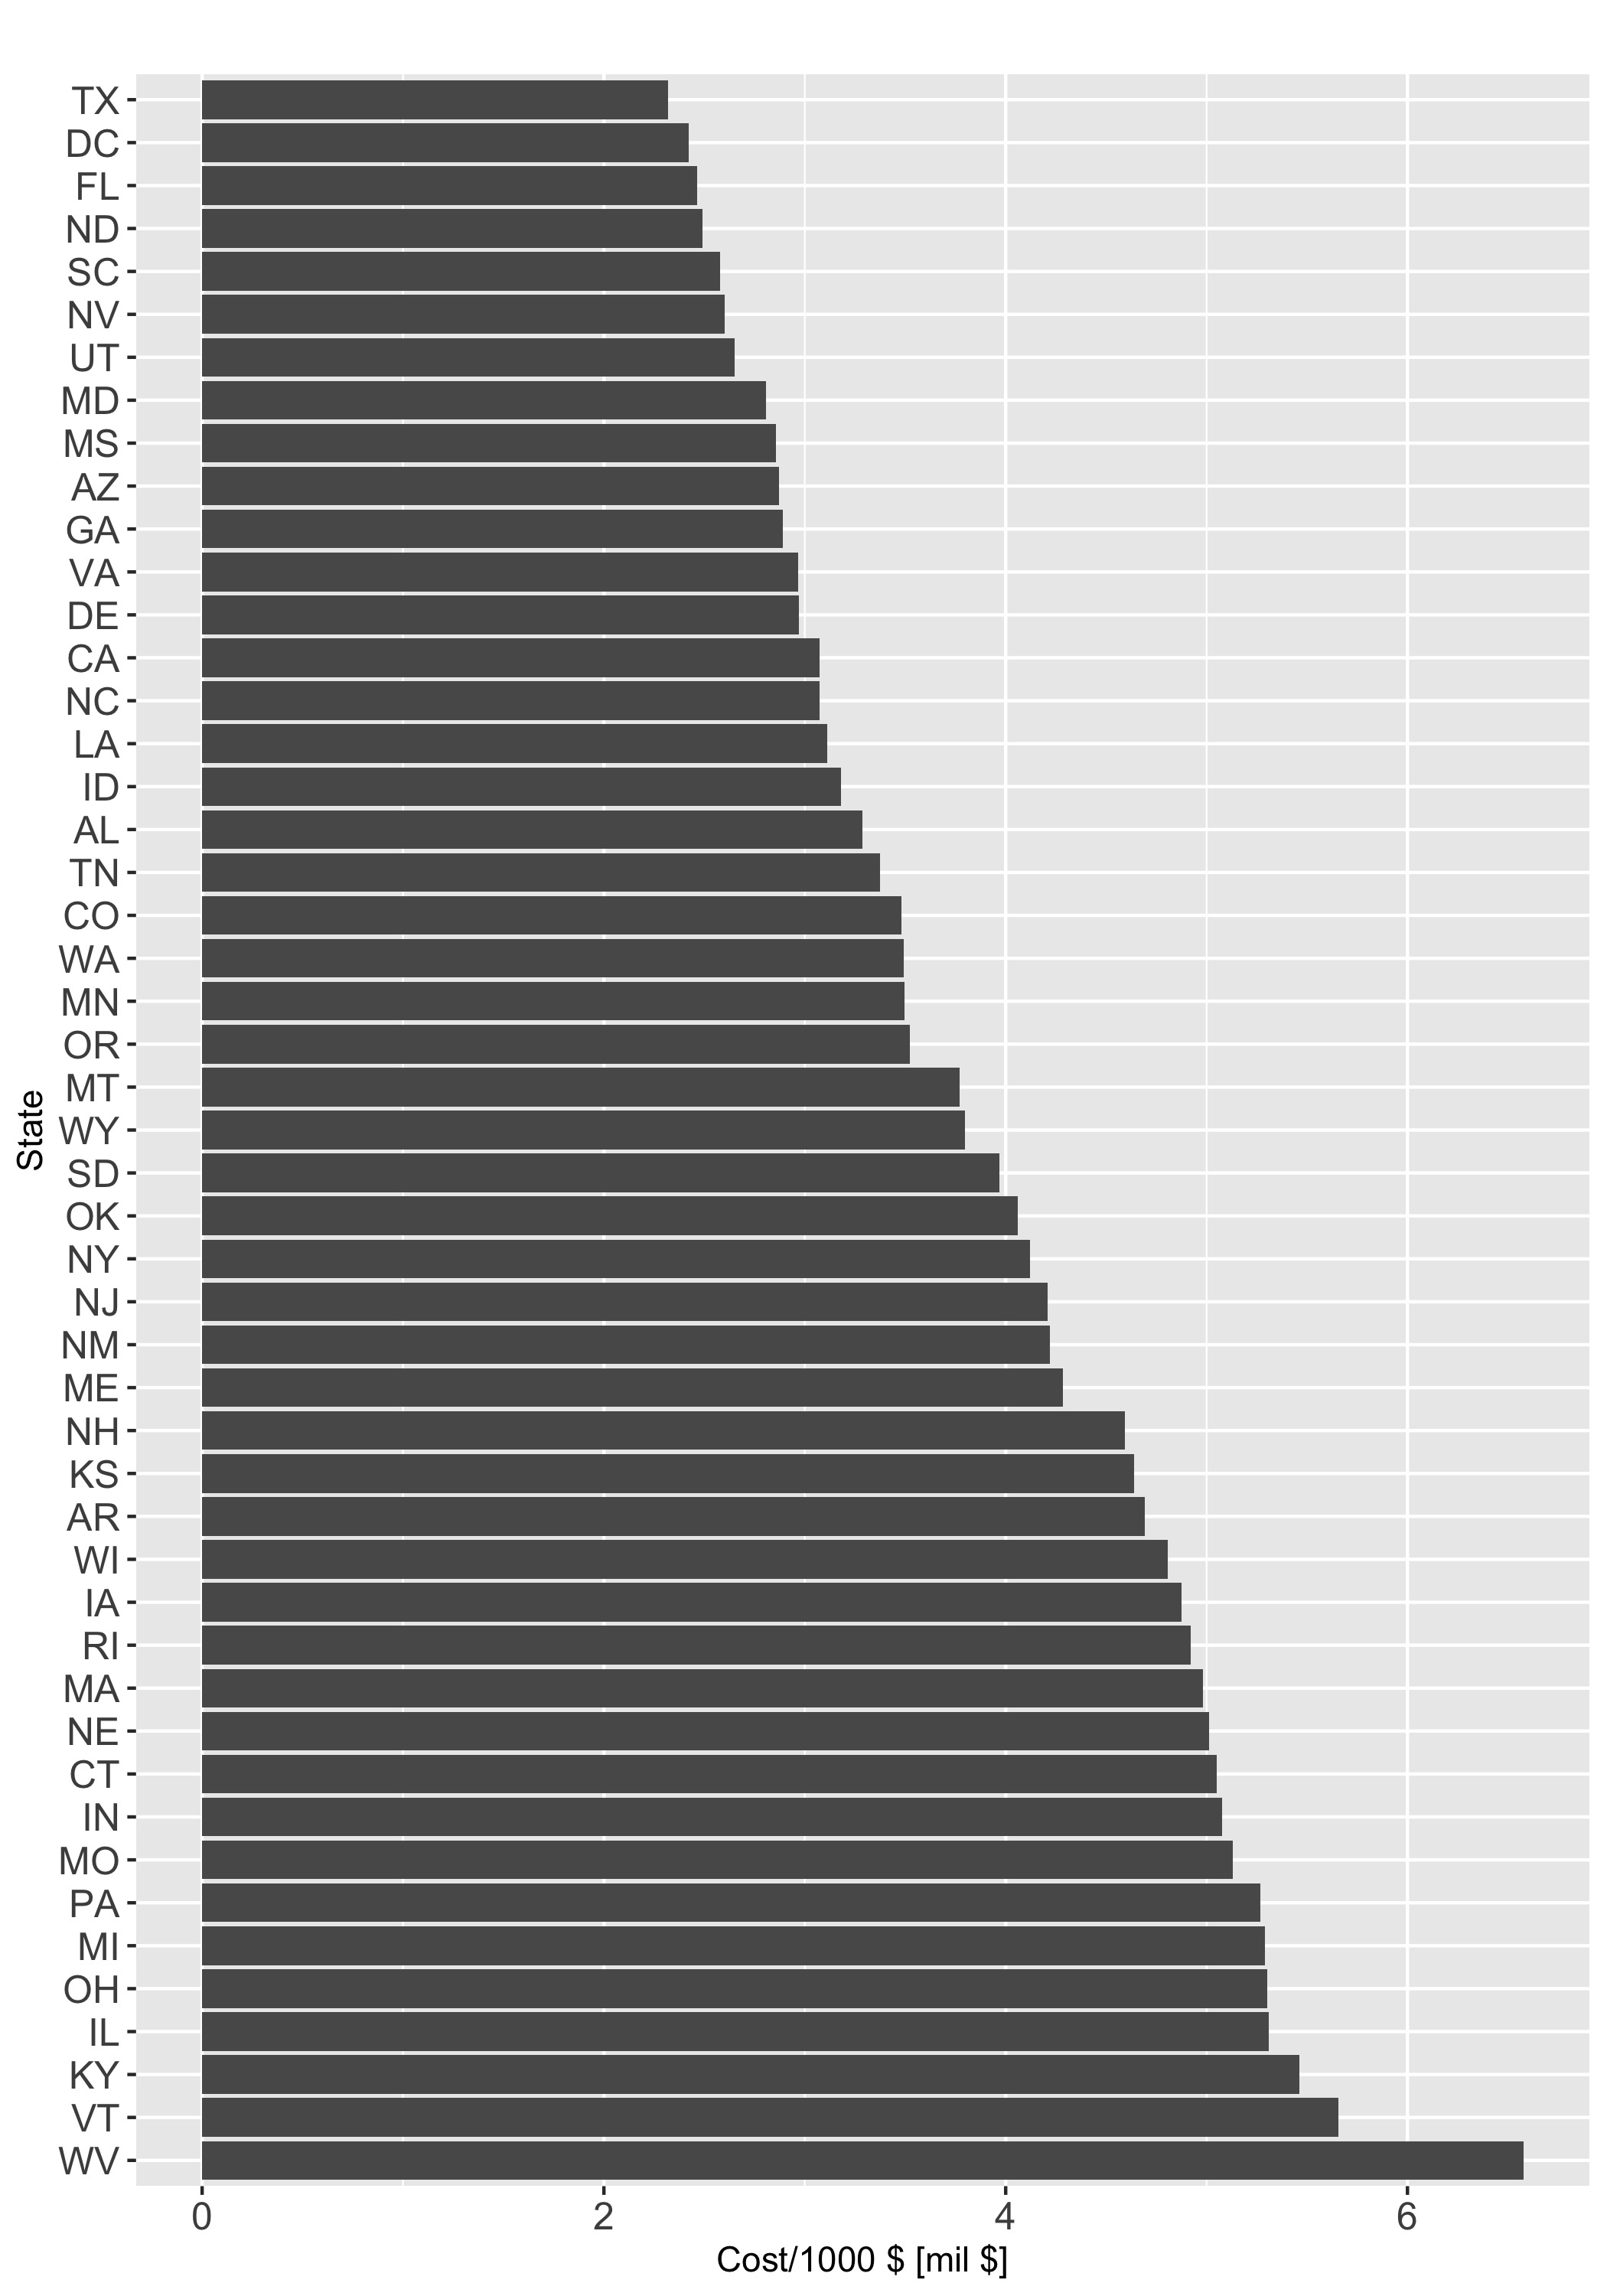 TX
DC
FL
ND
SC
NV
UT
MD
MS
AZ
GA
VA
DE
CA
NC
LA
ID
AL
TN
CO
WA
MN
OR
MT
WY
SD
OK
NY
NJ
NM
ME
NH
KS
AR
WI
IA
RI
MA
NE
CT
IN
MO
PA
MI
OH
IL
KY
VT
WV
State
0 2 4 6
Cost/1000 $ [mil $]